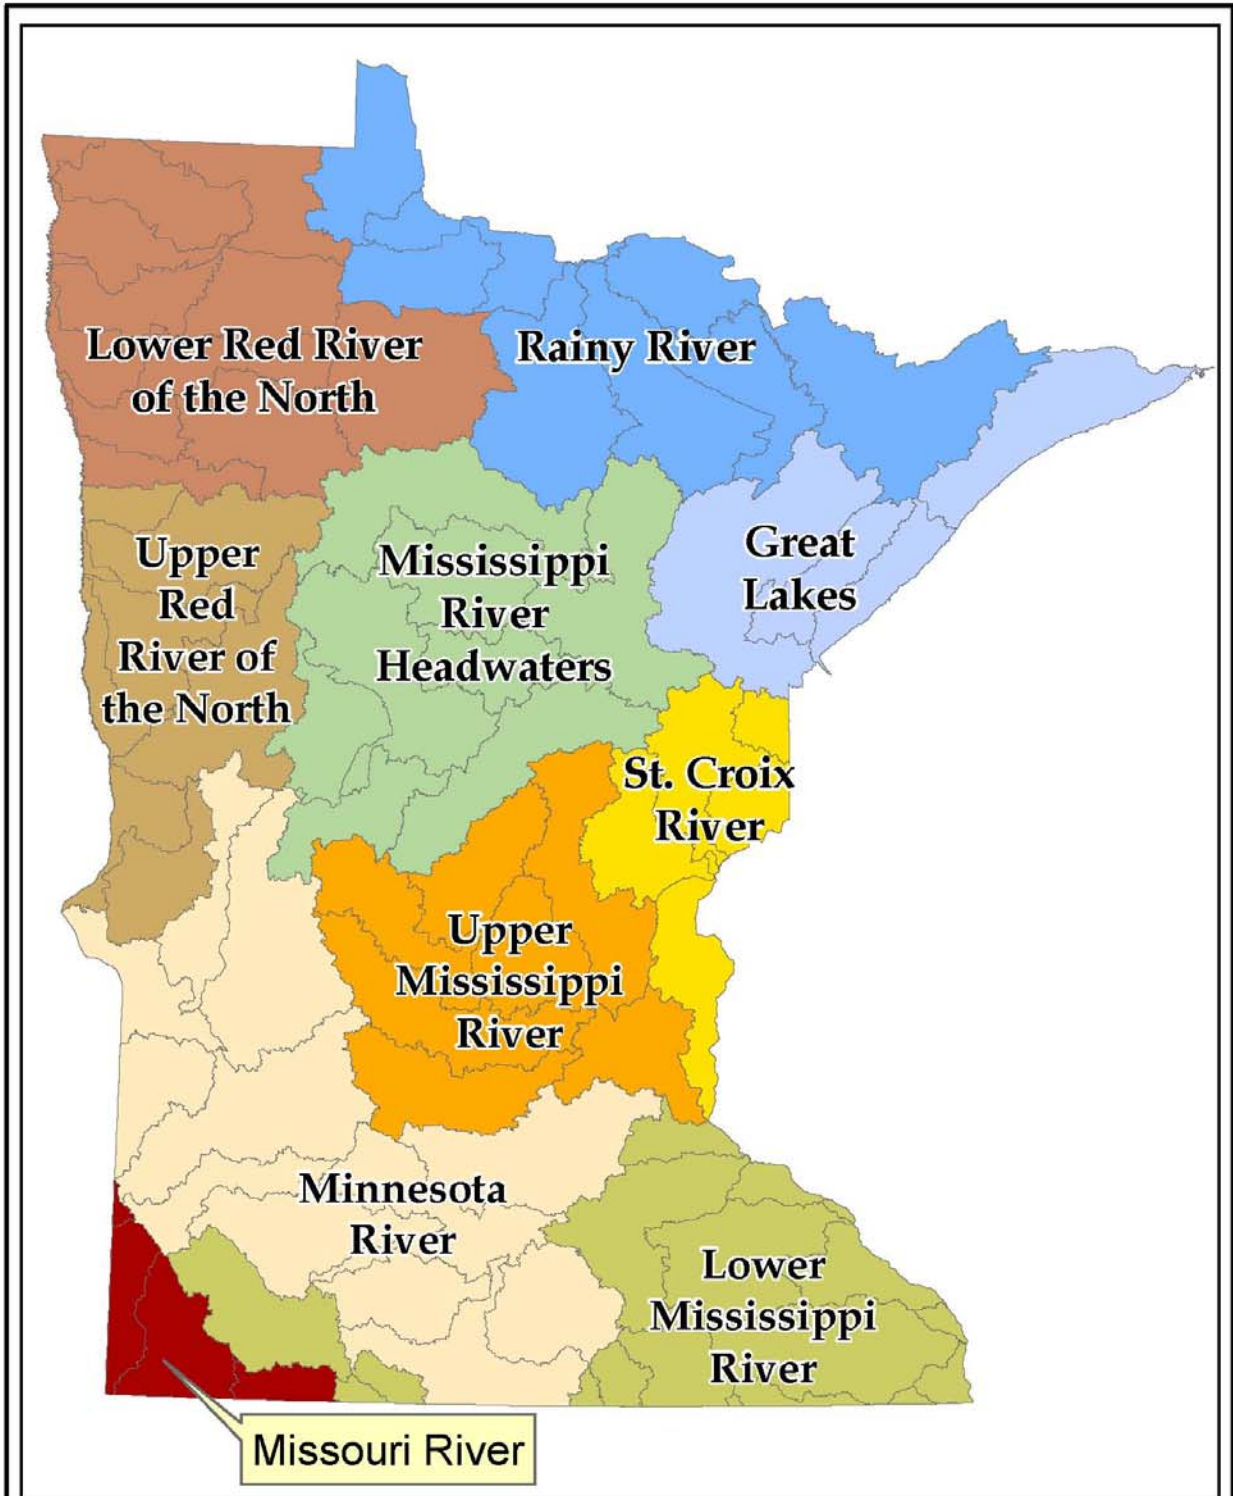 Lower Red River
of the North
Rainy River
Upper
Red
River of
the North
Mississippi
River
Headwaters
Great
Lakes
St. Croix
River
Upper
Mississippi
River
Minnesota
River
Lower
Mississippi
River
Missouri River